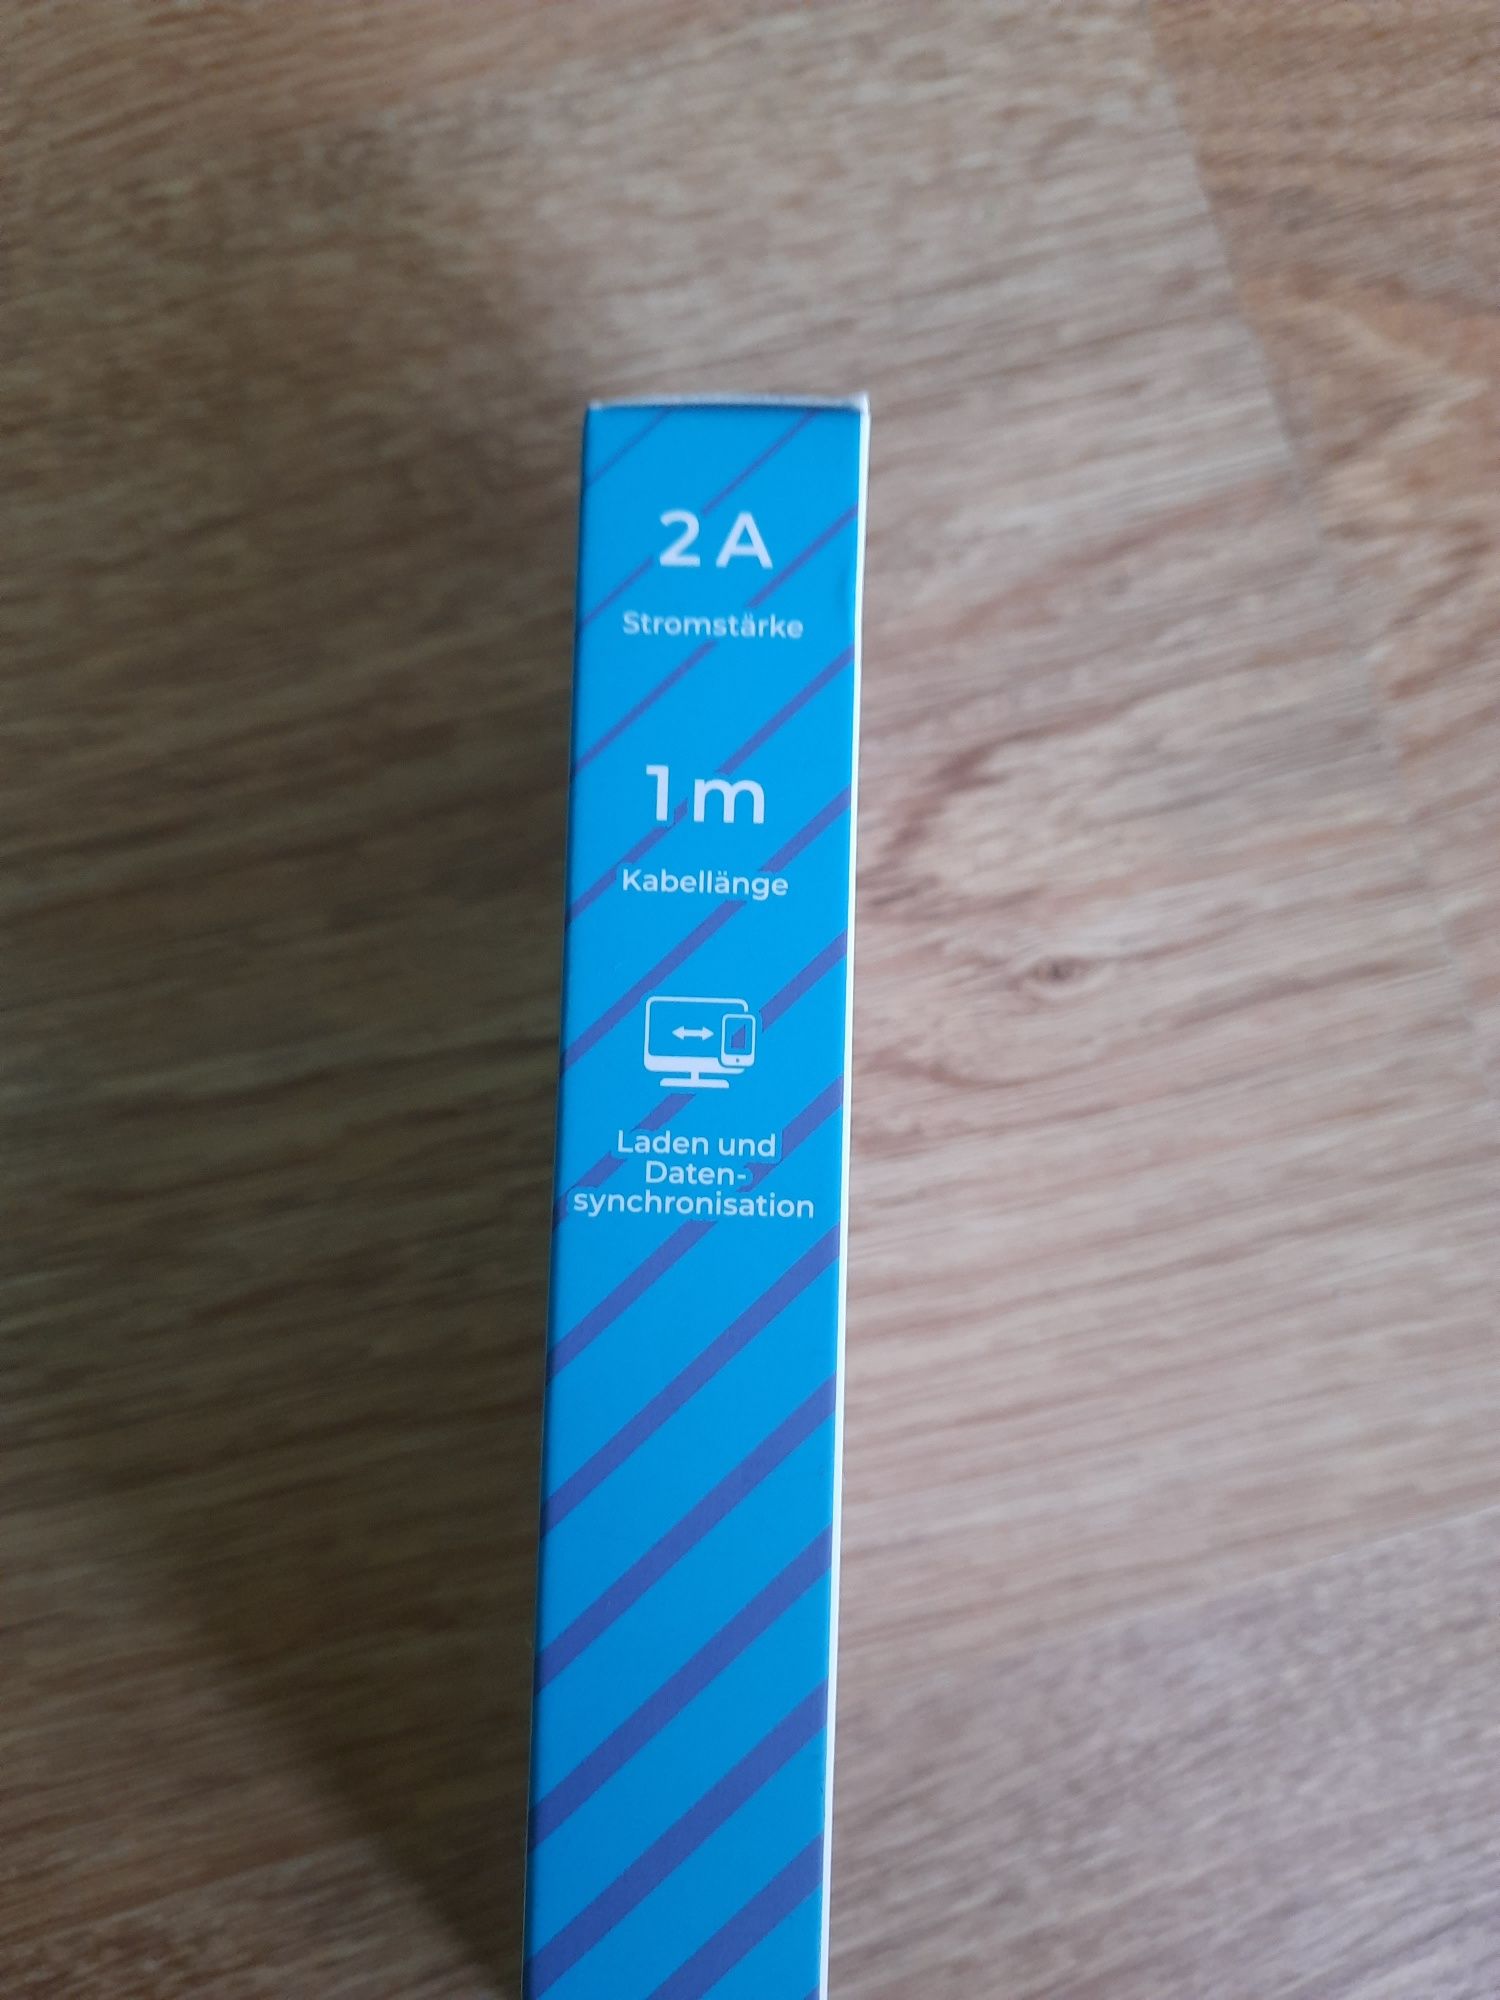 2 A
Stromstärke
1 m
Kabellänge
Laden und
Daten-
synchronisation